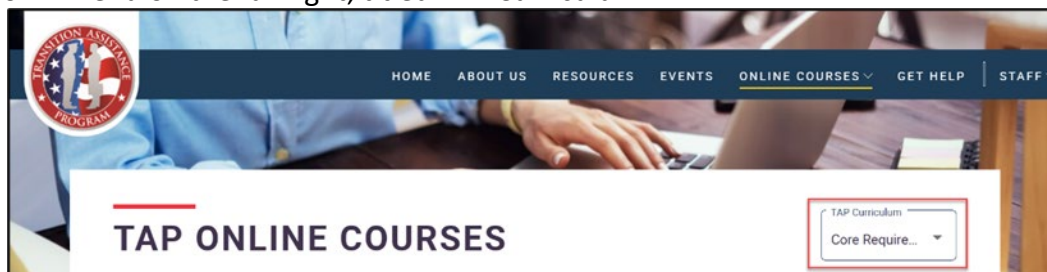 TRANSITION ASSISTANCE
PROGRAM
HOME ABOUT US RESOURCES EVENTS ONLINE COURSES GET HELP STAFF
TAP ONLINE COURSES
TAP Curriculum
Core Require...